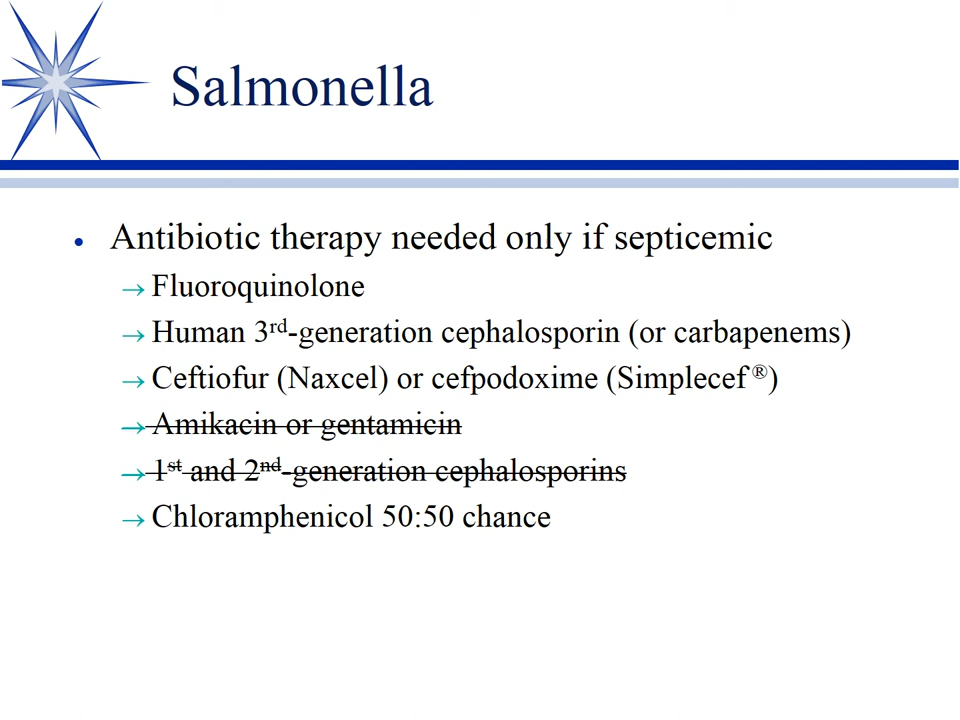 Salmonella
• Antibiotic therapy needed only if septicemic
→ Fluoroquinolone
→ Human 3rd-generation cephalosporin (or carbapenems)
→ Ceftiofur (Naxcel) or cefpodoxime (Simplecef®)
→ Amikacin or gentamicin
→ 1st and 2nd-generation cephalosporins
→ Chloramphenicol 50:50 chance